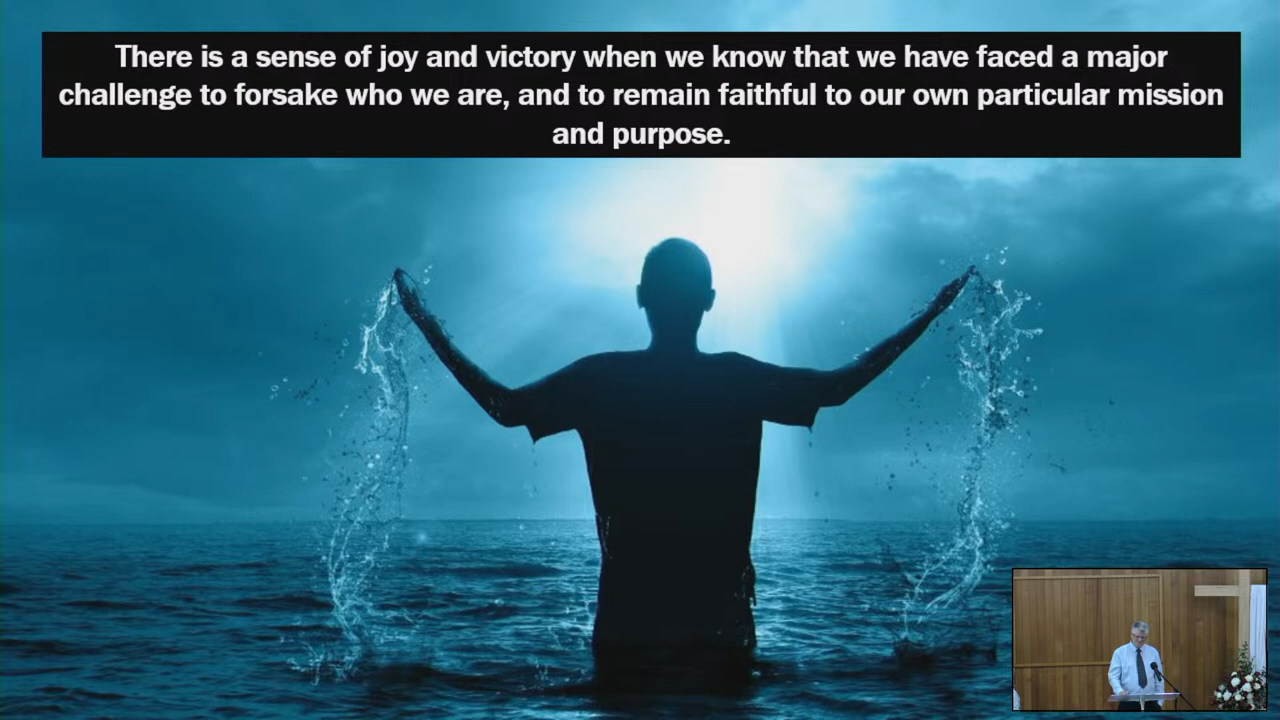 There is a sense of joy and victory when we know that we have faced a major
challenge to forsake who we are, and to remain faithful to our own particular mission
and purpose.